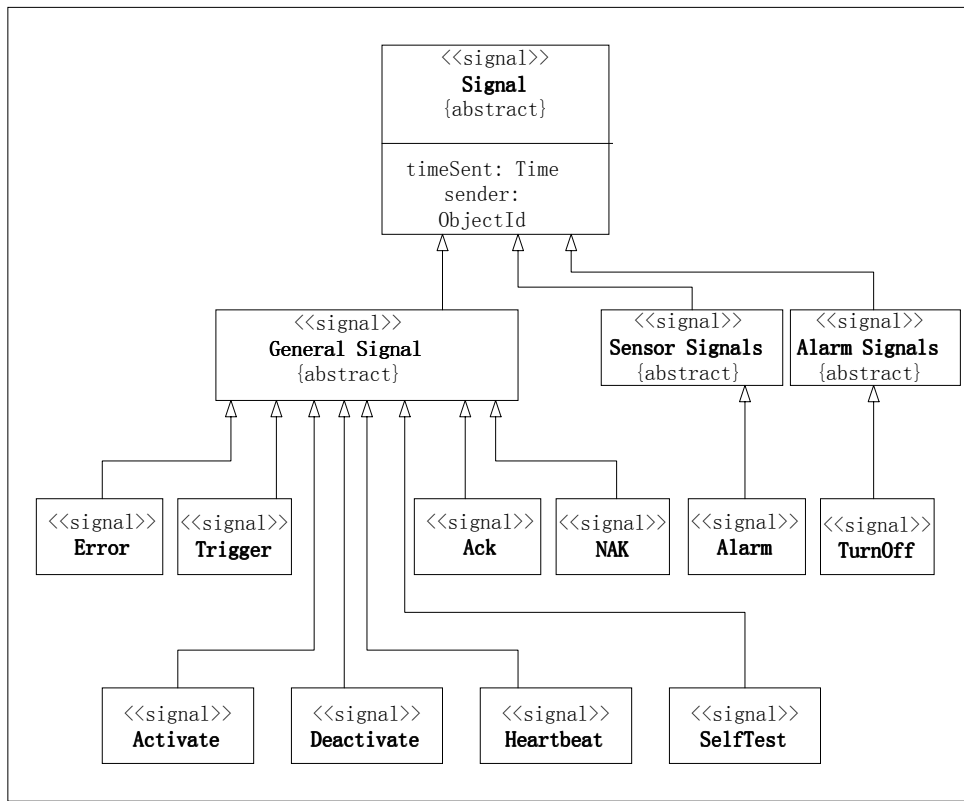 <<signal>>
Signal
{abstract}
timeSent: Time
sender:
ObjectId
<<signal>>
General Signal
{abstract}
<<signal>>
Sensor Signals
{abstract}
<<signal>>
Alarm Signals
{abstract}
<<signal>>
Error
<<signal>>
Trigger
<<signal>>
Ack
<<signal>>
NAK
<<signal>>
Alarm
<<signal>>
TurnOff
<<signal>>
Activate
<<signal>>
Deactivate
<<signal>>
Heartbeat
<<signal>>
SelfTest